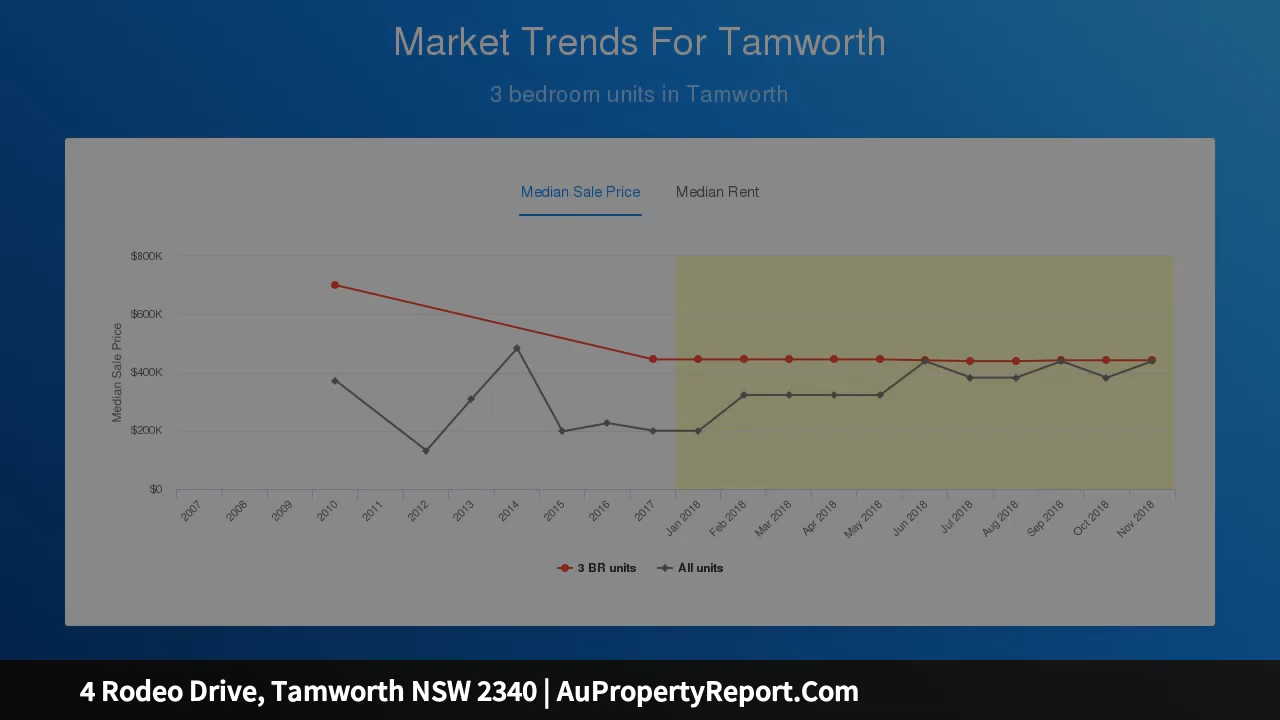 Market Trends For Tamworth
3 bedroom units in Tamworth
Median Sale Price
Median Rent
Median Sale Price
$800K
$600K
$400K
$200K
$0
2007
2008
2009
2010
2011
2012
2013
2014
2015
2016
2017
Jan 2018
Feb 2018
Mar 2018
Apr 2018
May 2018
Jun 2018
Jul 2018
Aug 2018
Sep 2018
Oct 2018
Nov 2018
3 BR units
All units
4 Rodeo Drive, Tamworth NSW 2340 | AuPropertyReport.Com